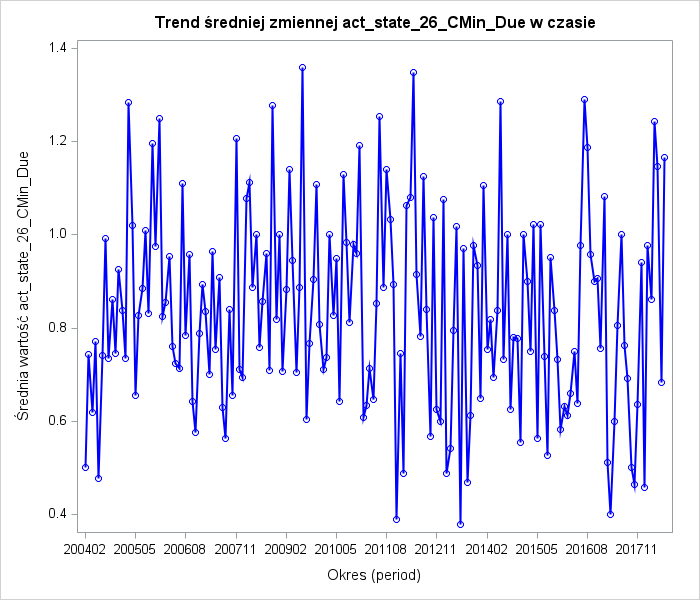 Trend średniej zmiennej act_state_26_CMin_Due w czasie
Średnia wartość act_state_26_CMin_Due
1.4
1.2
1.0
0.8
0.6
0.4
200402 200505 200608 200711 200902 201005 201108 201211 201402 201505 201608 201711
Okres (period)